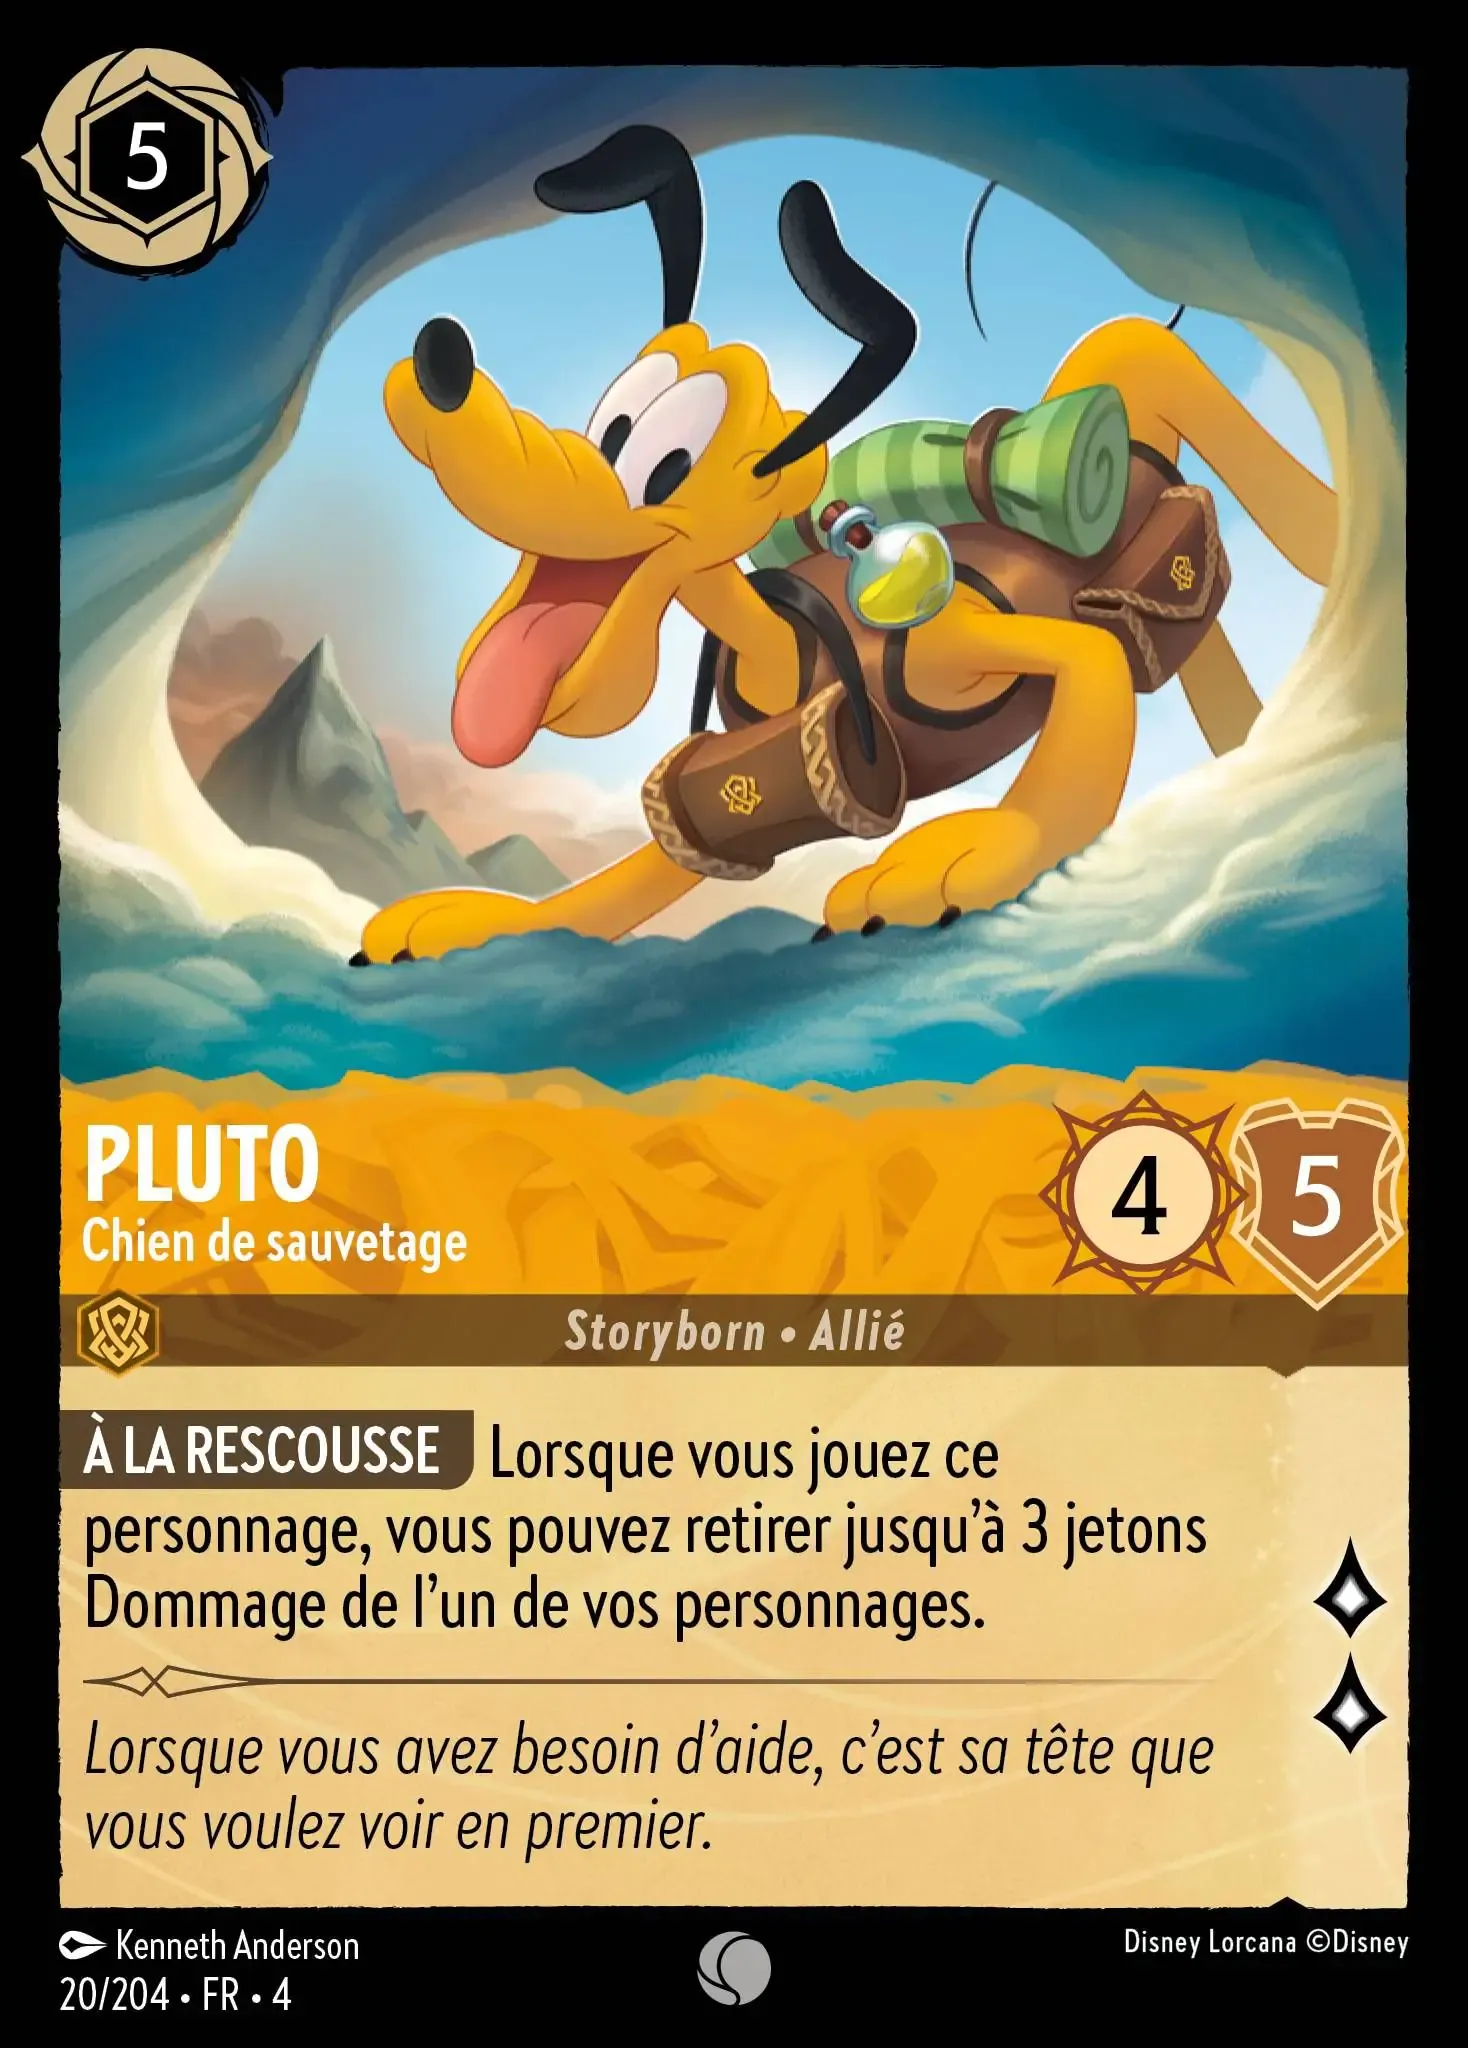 5
PLUTO
Chien de sauvetage
4
5
Storyborn • Allié
À LA RESCOUSSE Lorsque vous jouez ce
personnage, vous pouvez retirer jusqu'à 3 jetons
Dommage de l'un de vos personnages.
Lorsque vous avez besoin d'aide, c'est sa tête que
vous voulez voir en premier.
Kenneth Anderson
Disney Lorcana ©Disney
20/204 • FR • 4